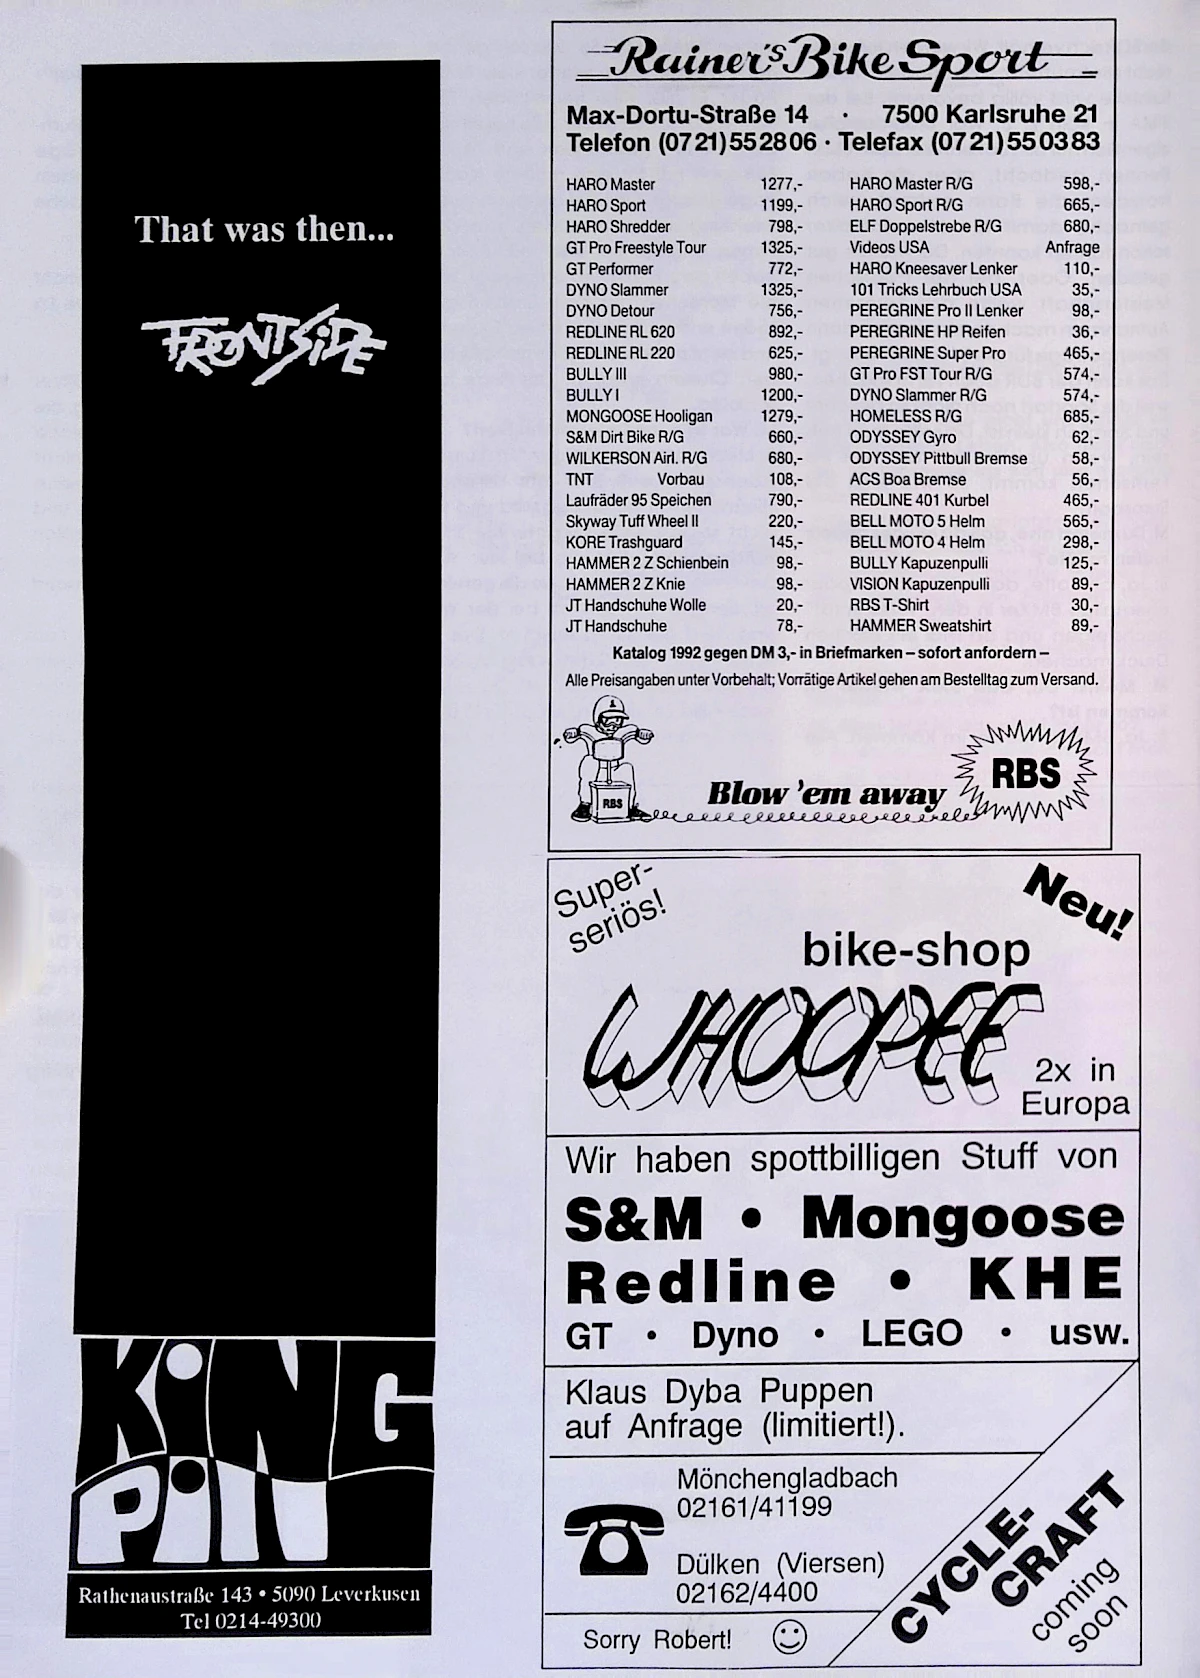 That was then...
FRONTSIDE
KING
PIN
Rathenaustraße 143 • 5090 Leverkusen
Tel 0214-49300
Rainer's Bike Sport
Max-Dortu-Straße 14 · 7500 Karlsruhe 21
Telefon (07 21) 55 28 06 · Telefax (07 21) 55 03 83
HARO Master 1277,-
HARO Sport 1199,-
HARO Shredder 798,-
GT Pro Freestyle Tour 1325,-
GT Performer 772,-
DYNO Slammer 1325,-
DYNO Detour 756,-
REDLINE RL 620 892,-
REDLINE RL 220 625,-
BULLY III 980,-
BULLY I 1200,-
MONGOOSE Hooligan 1279,-
S&M Dirt Bike R/G 660,-
WILKERSON Airl. R/G 680,-
TNT Vorbau 108,-
Laufräder 95 Speichen 790,-
Skyway Tuff Wheel II 220,-
KORE Trashguard 145,-
HAMMER 2 Z Schienbein 98,-
HAMMER 2 Z Knie 98,-
JT Handschuhe Wolle 20,-
JT Handschuhe 78,-
HARO Master R/G 598,-
HARO Sport R/G 665,-
ELF Doppelstrebe R/G 680,-
Videos USA Anfrage
HARO Kneesaver Lenker 110,-
101 Tricks Lehrbuch USA 35,-
PEREGRINE Pro II Lenker 98,-
PEREGRINE HP Reifen 36,-
PEREGRINE Super Pro 465,-
GT Pro FST Tour R/G 574,-
DYNO Slammer R/G 574,-
HOMELESS R/G 685,-
ODYSSEY Gyro 62,-
ODYSSEY Pittbull Bremse 58,-
ACS Boa Bremse 56,-
REDLINE 401 Kurbel 465,-
BELL MOTO 5 Helm 565,-
BELL MOTO 4 Helm 298,-
BULLY Kapuzenpulli 125,-
VISION Kapuzenpulli 89,-
RBS T-Shirt 30,-
HAMMER Sweatshirt 89,-
Katalog 1992 gegen DM 3,- in Briefmarken – sofort anfordern –
Alle Preisangaben unter Vorbehalt; Vorrätige Artikel gehen am Bestelltag zum Versand.
RBS
Blow 'em away
RBS
Super-
seriös!
Neu!
bike-shop
WHOOPEE
2x in
Europa
Wir haben spottbilligen Stuff von
S&M • Mongoose
Redline • KHE
GT • Dyno • LEGO • usw.
Klaus Dyba Puppen
auf Anfrage (limitiert!).
Mönchengladbach
02161/41199
Dülken (Viersen)
02162/4400
Sorry Robert!
CYCLE-
CRAFT
coming
soon